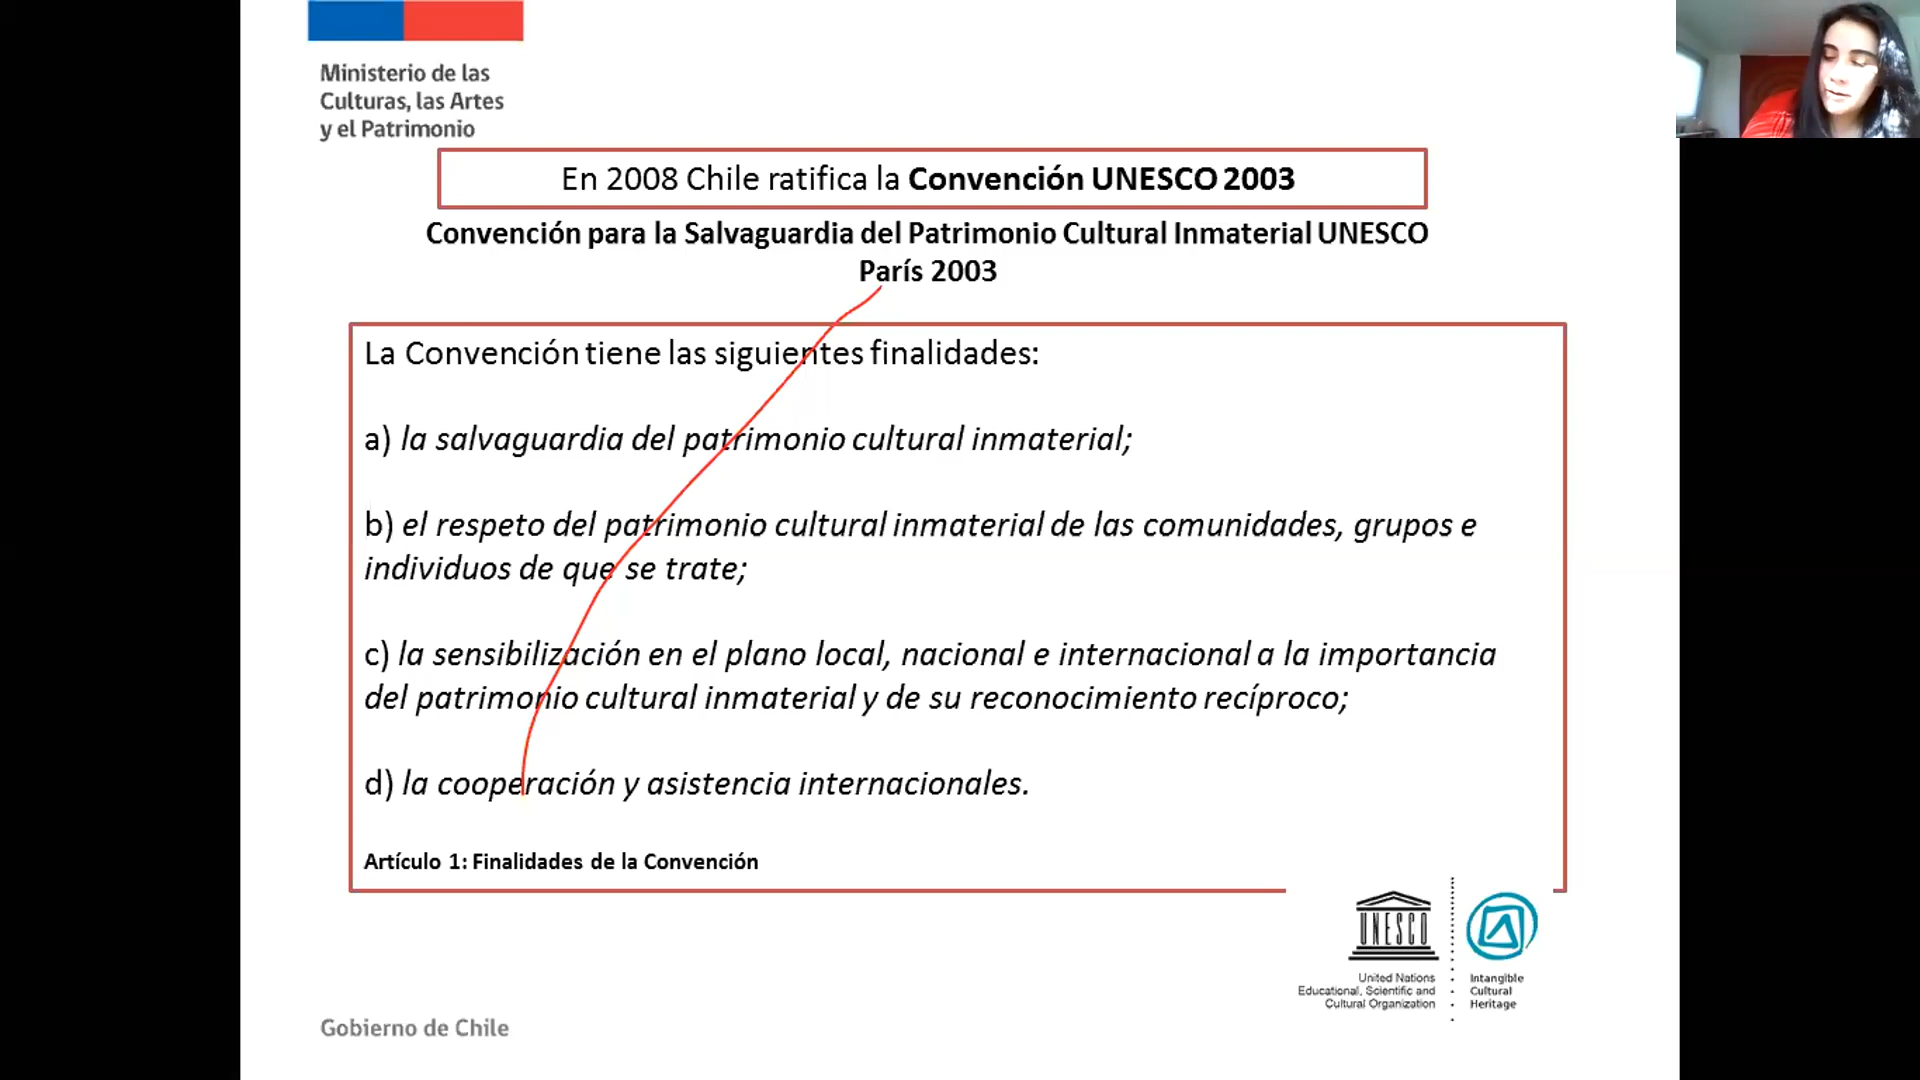 Ministerio de las
Culturas, las Artes
y el Patrimonio
En 2008 Chile ratifica la Convención UNESCO 2003
Convención para la Salvaguardia del Patrimonio Cultural Inmaterial UNESCO
París 2003
La Convención tiene las siguientes finalidades:
a) la salvaguardia del patrimonio cultural inmaterial;
b) el respeto del patrimonio cultural inmaterial de las comunidades, grupos e
individuos de que se trate;
c) la sensibilización en el plano local, nacional e internacional a la importancia
del patrimonio cultural inmaterial y de su reconocimiento recíproco;
d) la cooperación y asistencia internacionales.
Artículo 1: Finalidades de la Convención
UNESCO
United Nations
Educational, Scientific and
Cultural Organization
Intangible
Cultural
Heritage
Gobierno de Chile